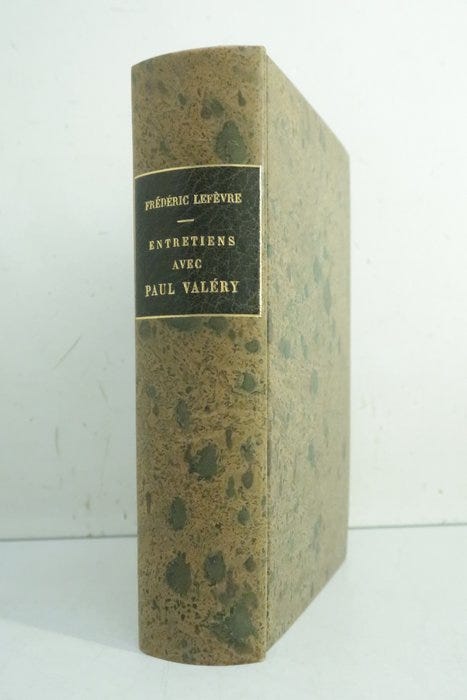 FRÉDÉRIC LEFÈVRE
ENTRETIENS
AVEC
PAUL VALÉRY